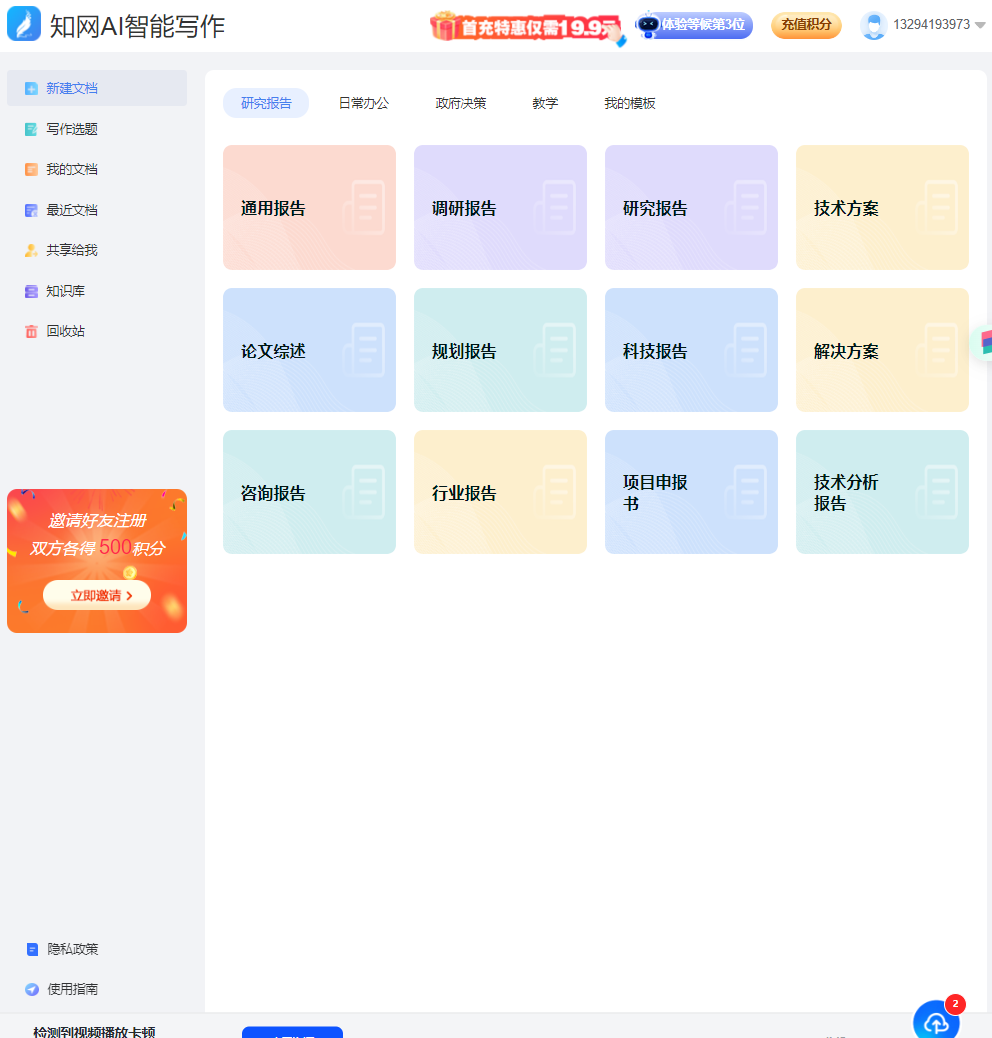 知网AI智能写作
首充特惠仅需19.9元
体验等候第3位
充值积分
13294193973
新建文档
写作选题
我的文档
最近文档
共享给我
知识库
回收站
邀请好友注册
双方各得500积分
立即邀请
隐私政策
使用指南
研究报告
日常办公
政府决策
教学
我的模板
通用报告
调研报告
研究报告
技术方案
论文综述
规划报告
科技报告
解决方案
咨询报告
行业报告
项目申报
书
技术分析
报告
2
检测到视频播放卡顿